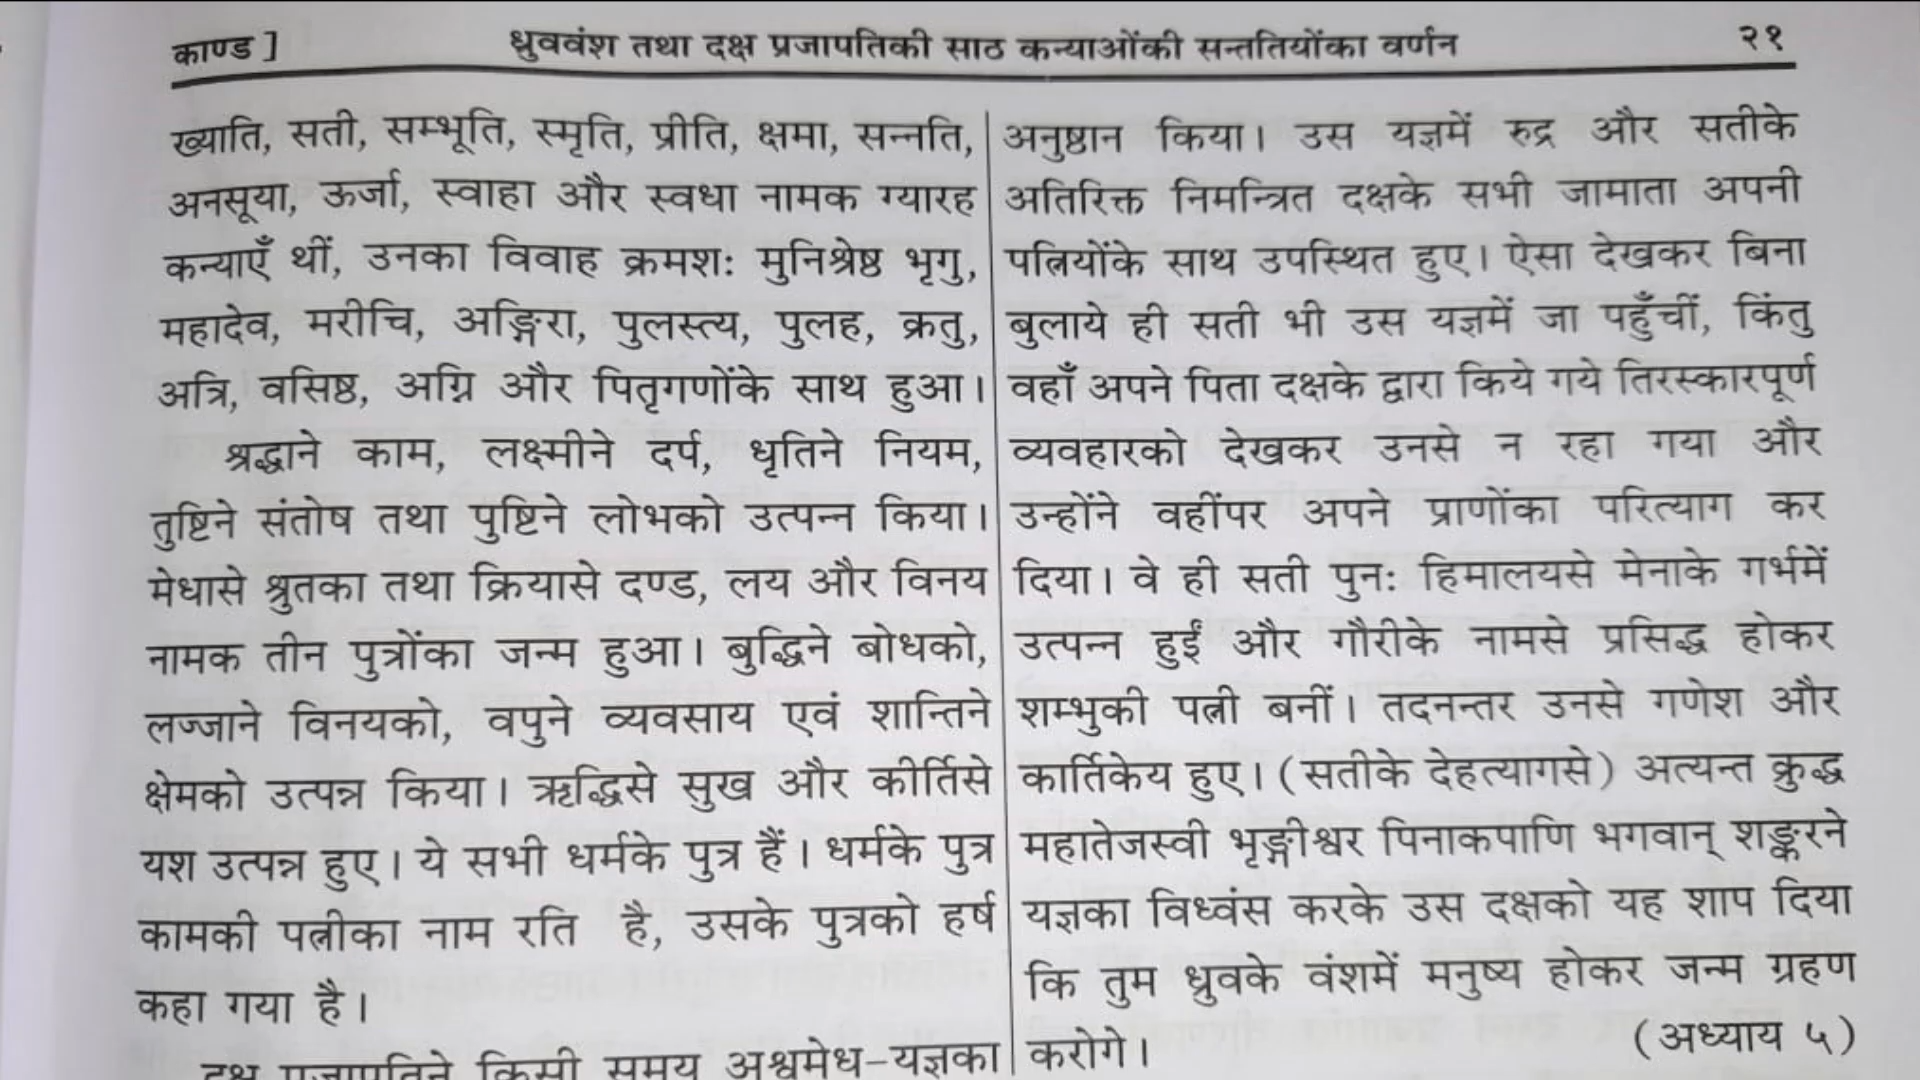 काण्ड ]
ध्रुववंश तथा दक्ष प्रजापतिकी साठ कन्याओंकी सन्ततियोंका वर्णन
२१
ख्याति, सती, सम्भूति, स्मृति, प्रीति, क्षमा, सन्नति,
अनसूया, ऊर्जा, स्वाहा और स्वधा नामक ग्यारह
कन्याएँ थीं, उनका विवाह क्रमशः मुनिश्रेष्ठ भृगु,
महादेव, मरीचि, अङ्गिरा, पुलस्त्य, पुलह, क्रतु,
अत्रि, वसिष्ठ, अग्नि और पितृगणोंके साथ हुआ।
श्रद्धाने काम, लक्ष्मीने दर्प, धृतिने नियम,
तुष्टिने संतोष तथा पुष्टिने लोभको उत्पन्न किया।
मेधासे श्रुतका तथा क्रियासे दण्ड, लय और विनय
नामक तीन पुत्रोंका जन्म हुआ। बुद्धिने बोधको,
लज्जाने विनयको, वपुने व्यवसाय एवं शान्तिने
क्षेमको उत्पन्न किया। ऋद्धिसे सुख और कीर्तिसे
यश उत्पन्न हुए। ये सभी धर्मके पुत्र हैं। धर्मके पुत्र
कामकी पत्नीका नाम रति है, उसके पुत्रको हर्ष
कहा गया है।
दक्ष प्रजापतिने किसी समय अश्वमेध-यज्ञका
अनुष्ठान किया। उस यज्ञमें रुद्र और सतीके
अतिरिक्त निमन्त्रित दक्षके सभी जामाता अपनी
पत्नियोंके साथ उपस्थित हुए। ऐसा देखकर बिना
बुलाये ही सती भी उस यज्ञमें जा पहुँचीं, किंतु
वहाँ अपने पिता दक्षके द्वारा किये गये तिरस्कारपूर्ण
व्यवहारको देखकर उनसे न रहा गया और
उन्होंने वहींपर अपने प्राणोंका परित्याग कर
दिया। वे ही सती पुनः हिमालयसे मेनाके गर्भमें
उत्पन्न हुईं और गौरीके नामसे प्रसिद्ध होकर
शम्भुकी पत्नी बनीं। तदनन्तर उनसे गणेश और
कार्तिकेय हुए। (सतीके देहत्यागसे) अत्यन्त क्रुद्ध
महातेजस्वी भृङ्गीश्वर पिनाकपाणि भगवान् शङ्करने
यज्ञका विध्वंस करके उस दक्षको यह शाप दिया
कि तुम ध्रुवके वंशमें मनुष्य होकर जन्म ग्रहण
करोगे। (अध्याय ५)